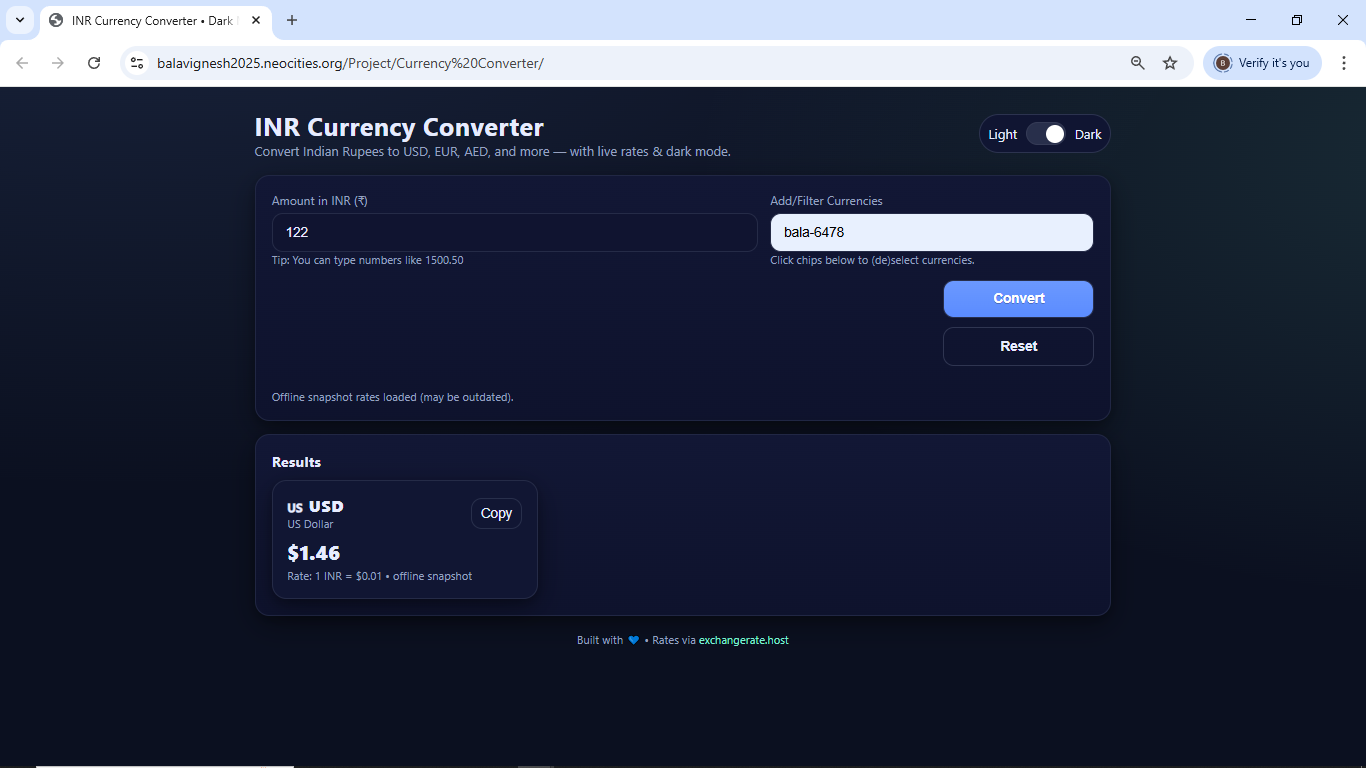 INR Currency Converter • Dark
balavignesh2025.neocities.org/Project/Currency%20Converter/
Verify it's you
INR Currency Converter
Convert Indian Rupees to USD, EUR, AED, and more — with live rates & dark mode.
Light Dark
Amount in INR (₹)
Add/Filter Currencies
122
bala-6478
Tip: You can type numbers like 1500.50
Click chips below to (de)select currencies.
Convert
Reset
Offline snapshot rates loaded (may be outdated).
Results
US USD
Copy
US Dollar
$1.46
Rate: 1 INR = $0.01 • offline snapshot
Built with 💙 • Rates via exchangerate.host